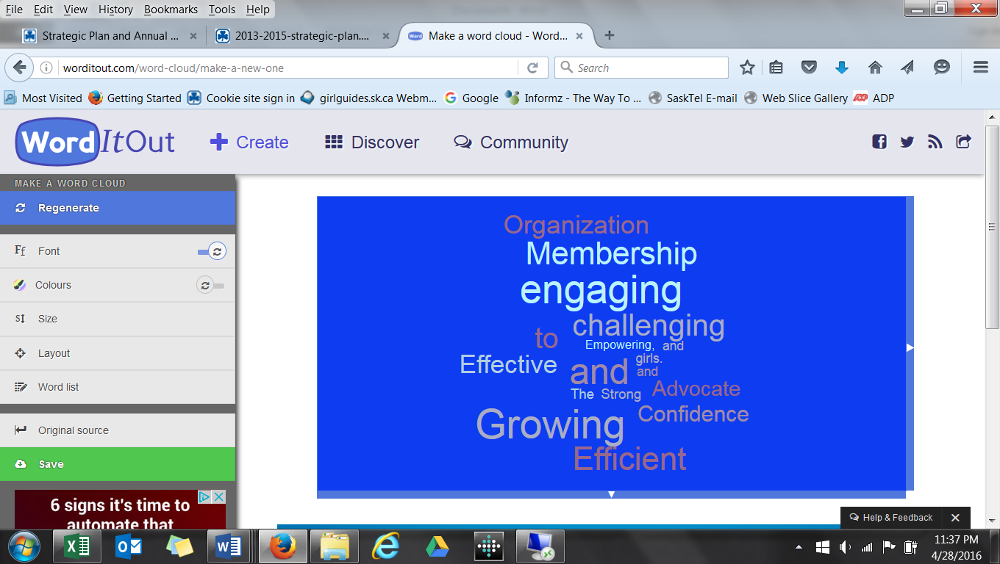 File Edit View History Bookmarks Tools Help
Strategic Plan and Annual ... 2013-2015-strategic-plan.... Make a word cloud - Word...
worditout.com/word-cloud/make-a-new-one Search
Most Visited Getting Started Cookie site sign in girlguides.sk.ca Webm... Google Informz - The Way To ... SaskTel E-mail Web Slice Gallery ADP
WordItOut Create Discover Community
MAKE A WORD CLOUD
Regenerate
Font
Colours
Size
Layout
Word list
Original source
Save
6 signs it's time to
automate that
Organization
Membership
engaging
challenging
to
Empowering, and
Effective and girls.
and
The Strong Advocate
Growing Confidence
Efficient
Help & Feedback
11:37 PM
4/28/2016